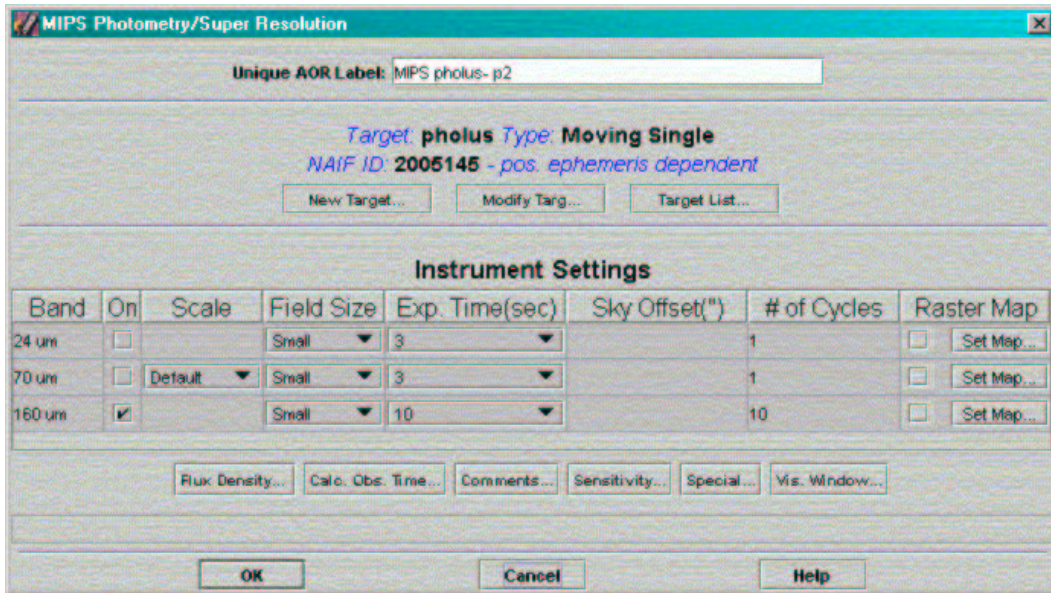 MIPS Photometry/Super Resolution
Unique AOR Label: MIPS pholus- p2
Target: pholus Type: Moving Single
NAIF ID: 2005145 - pos. ephemeris dependent
New Target... Modify Targ... Target List...
Instrument Settings
Band On Scale Field Size Exp. Time(sec) Sky Offset(") # of Cycles Raster Map
24 um Small 3 1 Set Map...
70 um Default Small 3 1 Set Map...
160 um Small 10 10 Set Map...
Flux Density... Calc. Obs. Time... Comments... Sensitivity... Special... Vis. Window...
OK Cancel Help